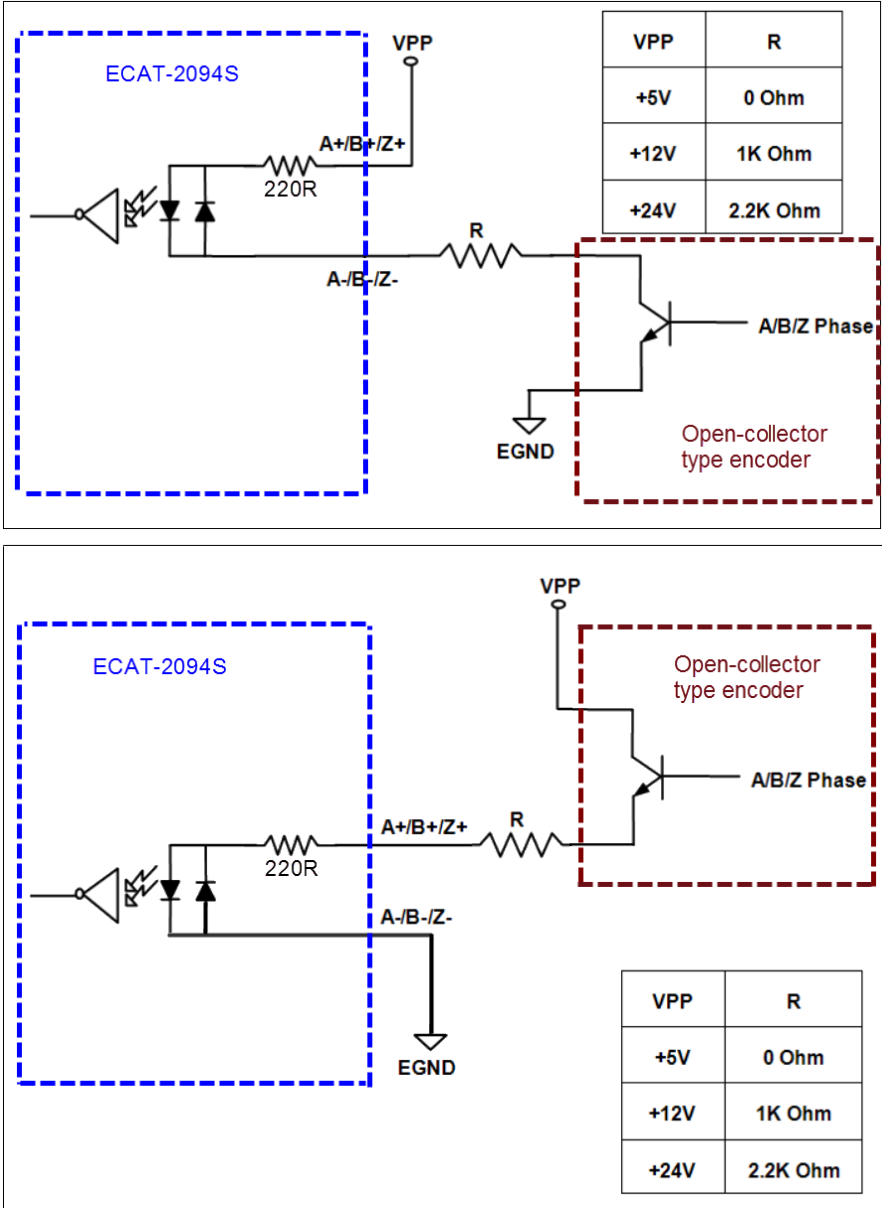 VPP
ECAT-2094S
A+/B+/Z+
220R
R
A-/B-/Z-
A/B/Z Phase
EGND
Open-collector
type encoder
VPP R
+5V 0 Ohm
+12V 1K Ohm
+24V 2.2K Ohm
VPP
ECAT-2094S
Open-collector
type encoder
A/B/Z Phase
A+/B+/Z+
R
220R
A-/B-/Z-
EGND
VPP R
+5V 0 Ohm
+12V 1K Ohm
+24V 2.2K Ohm